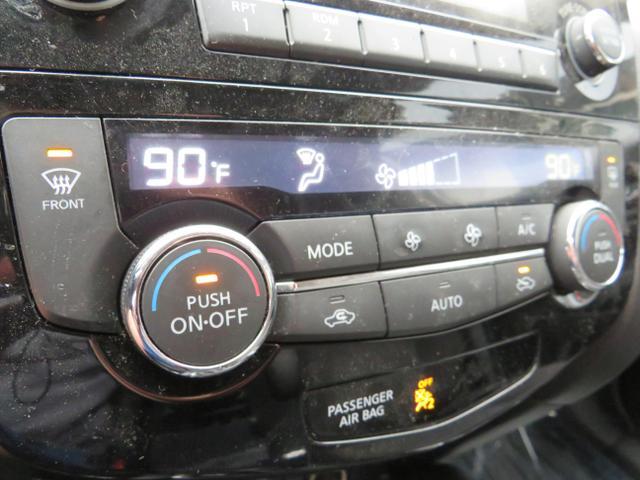 RPT
1
RDM
2
3
4
5
6
90°F
90
FRONT
MODE
A/C
PUSH
ON·OFF
AUTO
PUSH
DUAL
PASSENGER
AIR BAG
OFF
2